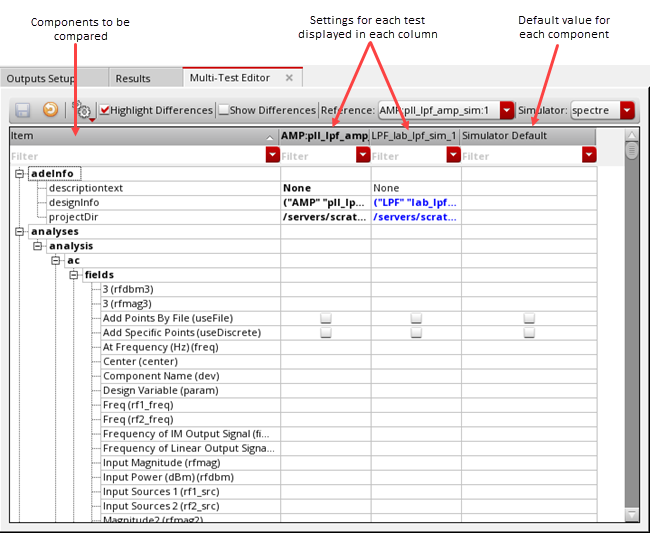 Components to be
compared
Settings for each test
displayed in each column
Default value for
each component
Outputs Setup Results Multi-Test Editor ×
Highlight Differences Show Differences Reference: AMP:pll_lpf_amp_sim:1 Simulator: spectre
Item AMP:pll_lpf_amp LPF_lab_lpf_sim_1 Simulator Default
Filter Filter Filter Filter
adeInfo
descriptiontext None None
designInfo ("AMP" "pll_lp... ("LPF" "lab_lpf...
projectDir /servers/scrat... /servers/scrat...
analyses
analysis
ac
fields
3 (rfdbm3)
3 (rfmag3)
Add Points By File (useFile)
Add Specific Points (useDiscrete)
At Frequency (Hz) (freq)
Center (center)
Component Name (dev)
Design Variable (param)
Freq (rf1_freq)
Freq (rf2_freq)
Frequency of IM Output Signal (fi...
Frequency of Linear Output Signa...
Input Magnitude (rfmag)
Input Power (dBm) (rfdbm)
Input Sources 1 (rf1_src)
Input Sources 2 (rf2_src)
Magnitude2 (rfmag2)